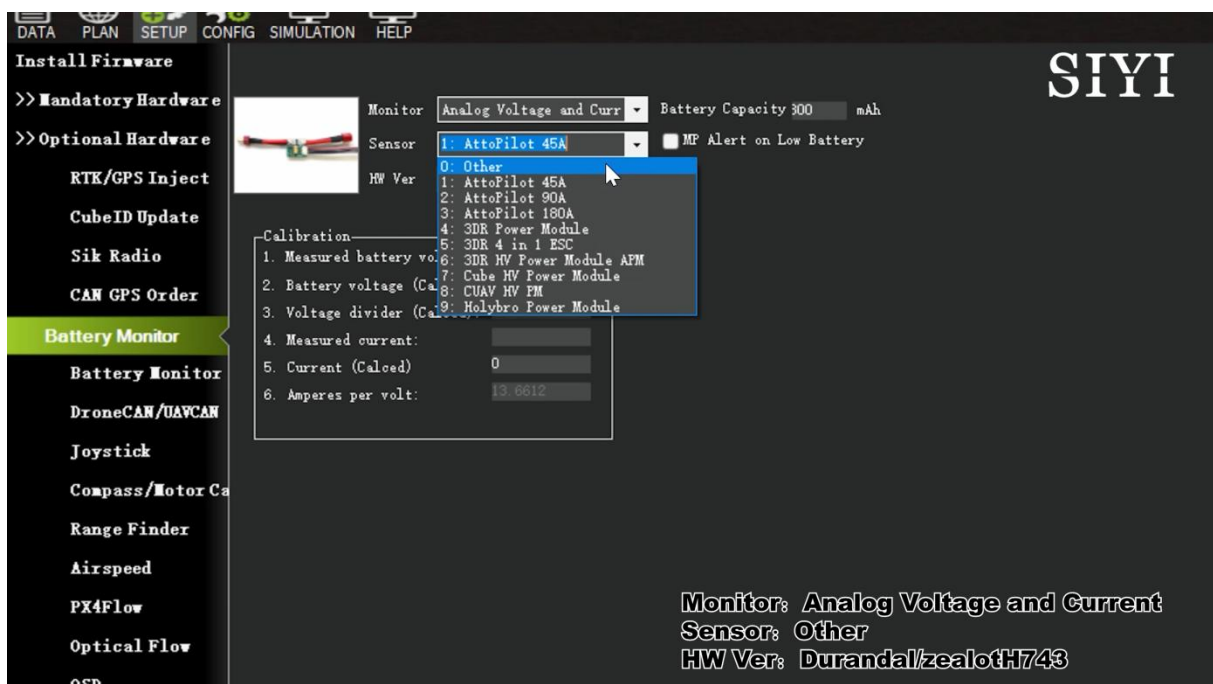 DATA PLAN SETUP CONFIG SIMULATION HELP
SIYI
Install Firmware
>> Mandatory Hardware
>> Optional Hardware
RTK/GPS Inject
CubeID Update
Sik Radio
CAN GPS Order
Battery Monitor
Battery Monitor
DroneCAN/UAVCAN
Joystick
Compass/Motor Ca
Range Finder
Airspeed
PX4Flow
Optical Flow
OSD
Monitor Analog Voltage and Curr Battery Capacity 300 mAh
Sensor 1: AttoPilot 45A MP Alert on Low Battery
HW Ver
0: Other
1: AttoPilot 45A
2: AttoPilot 90A
3: AttoPilot 180A
4: 3DR Power Module
5: 3DR 4 in 1 ESC
6: 3DR HV Power Module APM
7: Cube HV Power Module
8: CUAV HV PM
9: Holybro Power Module
Calibration
1. Measured battery vo
2. Battery voltage (Ca
3. Voltage divider (Ca
4. Measured current:
5. Current (Calced) 0
6. Amperes per volt: 13.6612
Monitor: Analog Voltage and Current
Sensor: Other
HW Ver: Durandal/zealotH743